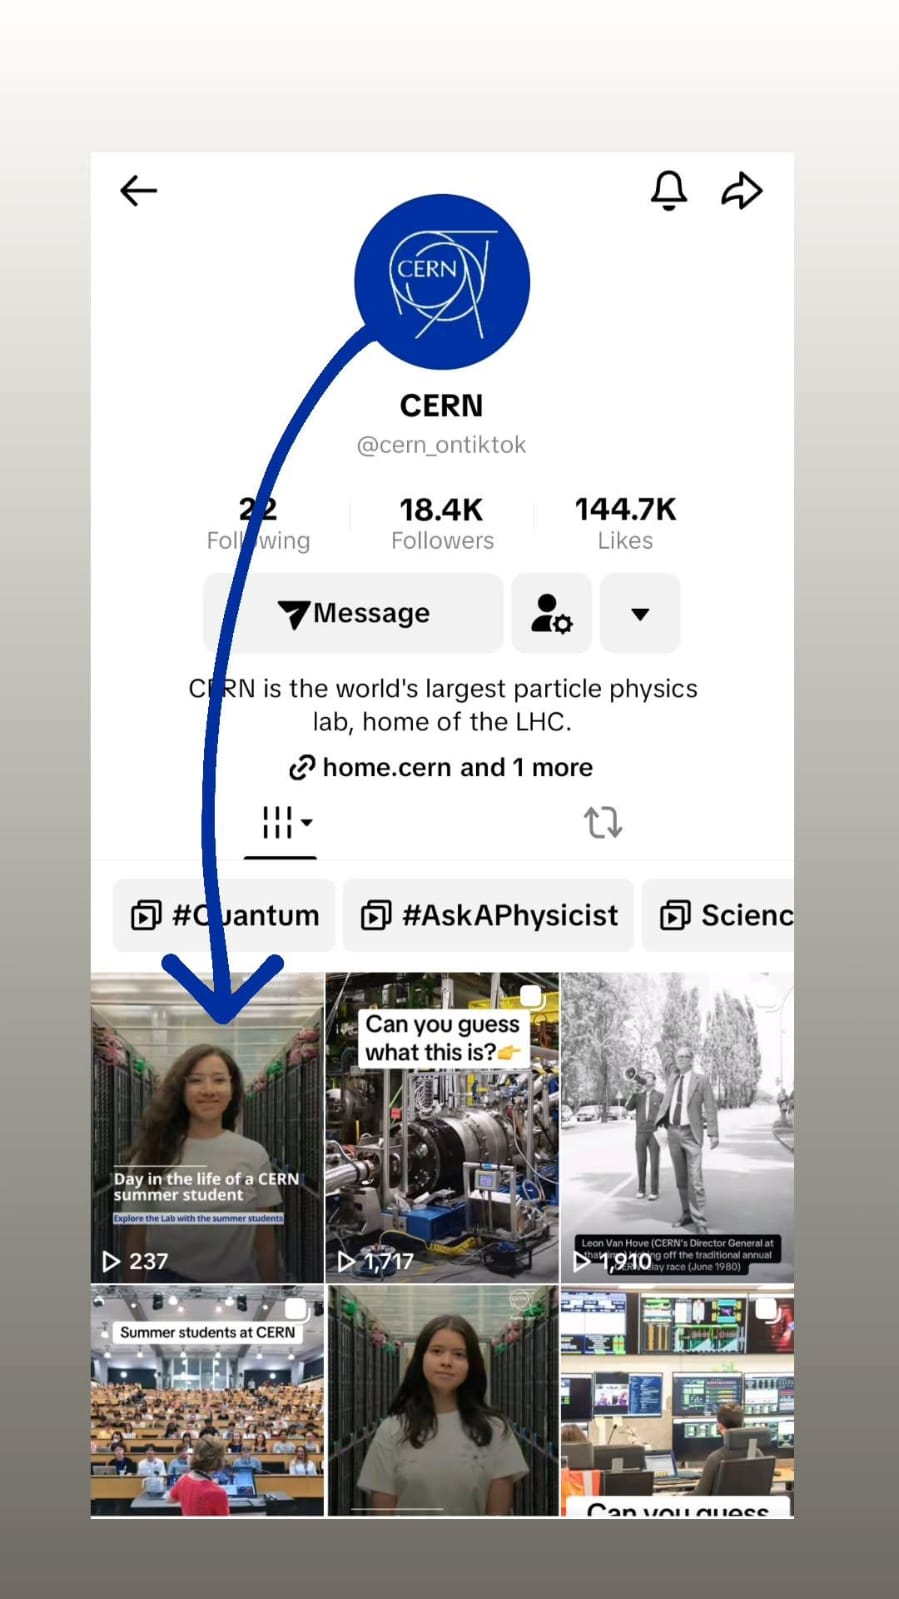 CERN
CERN
@cern_ontiktok
22 18.4K 144.7K
Following Followers Likes
Message
CERN is the world's largest particle physics
lab, home of the LHC.
home.cern and 1 more
#Quantum #AskAPhysicist Scienc
Day in the life of a CERN
summer student
Explore the Lab with the summer students
237
Can you guess
what this is?👉
1,717
Leon Van Hove (CERN's Director General at
that time) off the traditional annual
relay race (June 1980)
1,910
Summer students at CERN
Can you guess